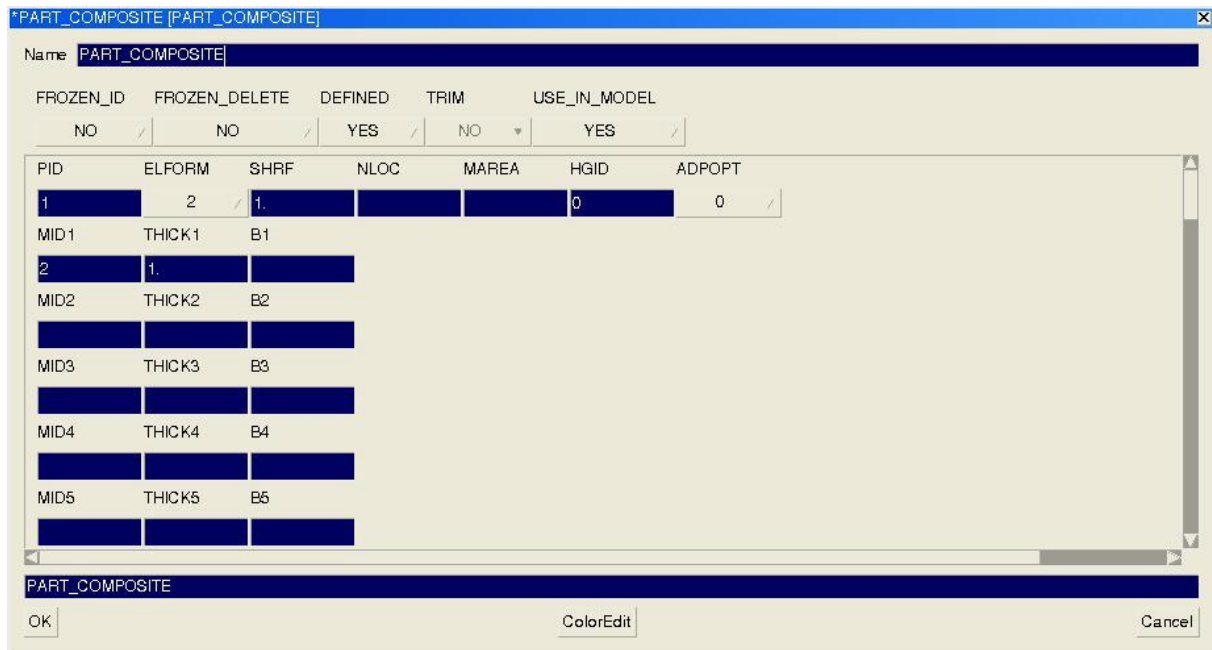 *PART_COMPOSITE [PART_COMPOSITE]
Name PART_COMPOSITE
FROZEN_ID FROZEN_DELETE DEFINED TRIM USE_IN_MODEL
NO NO YES NO YES
PID ELFORM SHRF NLOC MAREA HGID ADPOPT
1 2 1. 0 0
MID1 THICK1 B1
2 1.
MID2 THICK2 B2
MID3 THICK3 B3
MID4 THICK4 B4
MID5 THICK5 B5
PART_COMPOSITE
OK ColorEdit Cancel